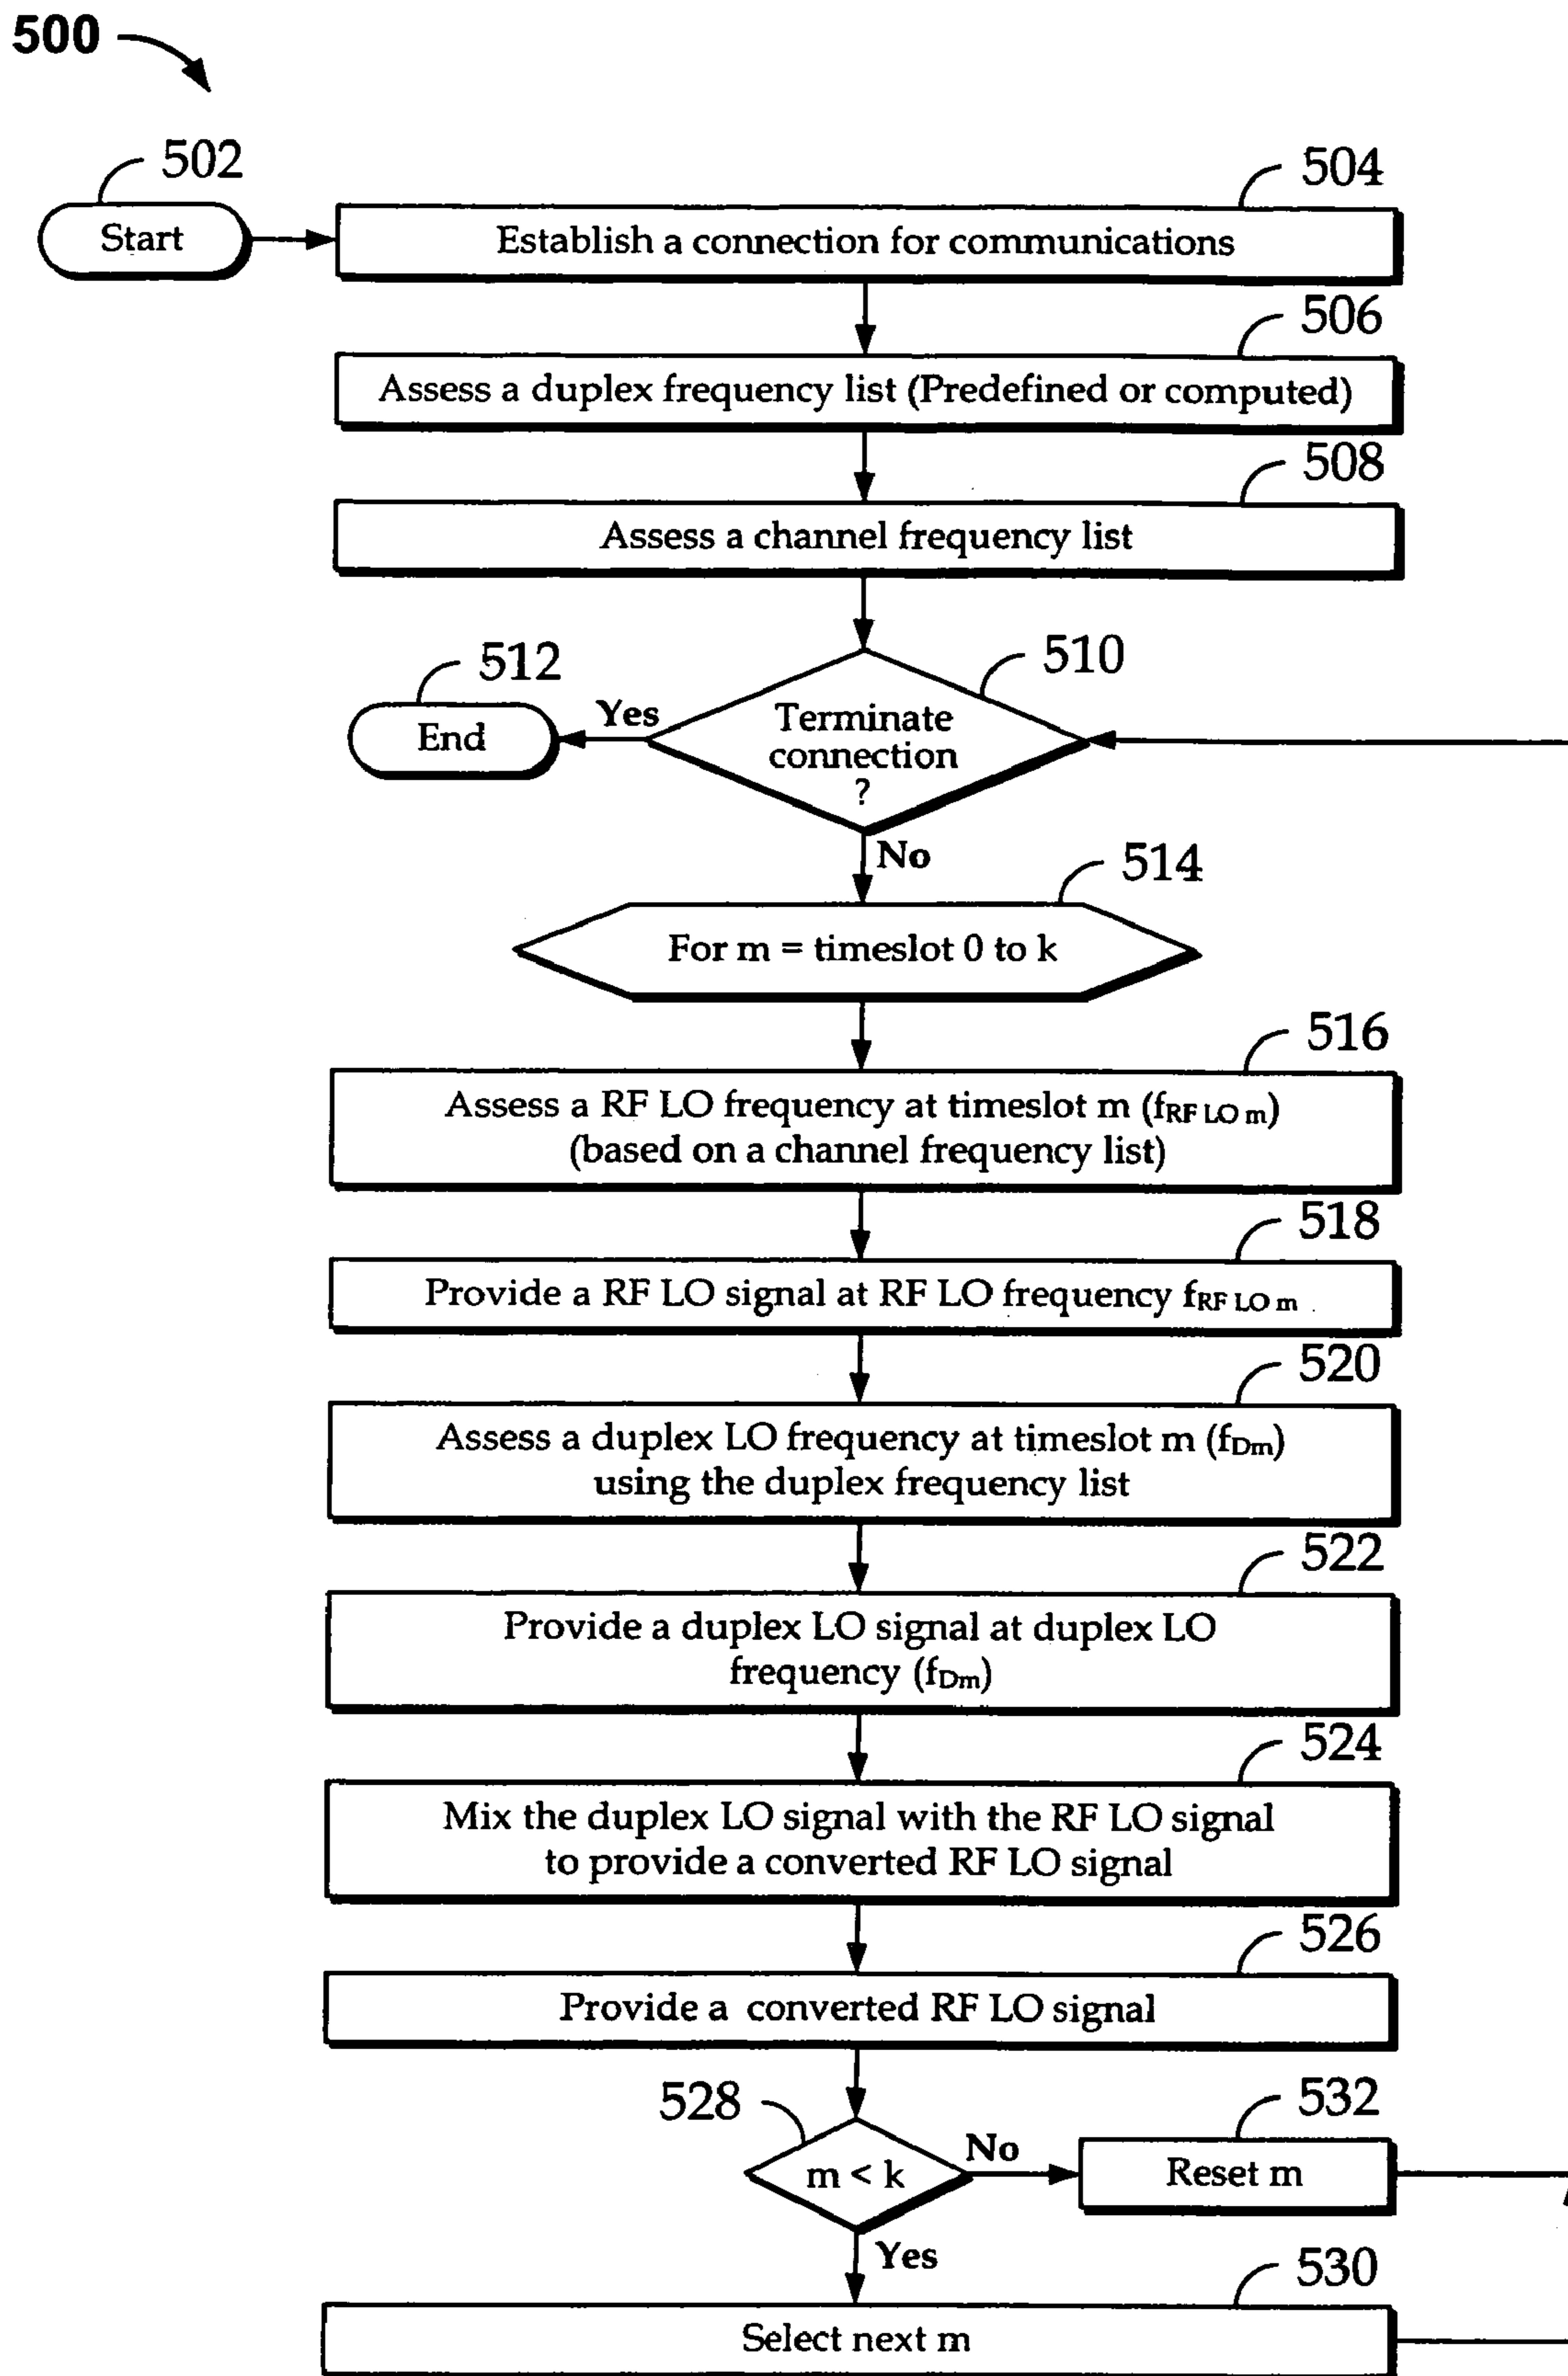 500
502
504
Start
Establish a connection for communications
506
Assess a duplex frequency list (Predefined or computed)
508
Assess a channel frequency list
512
510
End
Yes
Terminate
connection
?
No
514
For m = timeslot 0 to k
516
Assess a RF LO frequency at timeslot m (fRF LO m)
(based on a channel frequency list)
518
Provide a RF LO signal at RF LO frequency fRF LO m
520
Assess a duplex LO frequency at timeslot m (fDm)
using the duplex frequency list
522
Provide a duplex LO signal at duplex LO
frequency (fDm)
524
Mix the duplex LO signal with the RF LO signal
to provide a converted RF LO signal
526
Provide a converted RF LO signal
528
532
m < k
No
Reset m
Yes
530
Select next m